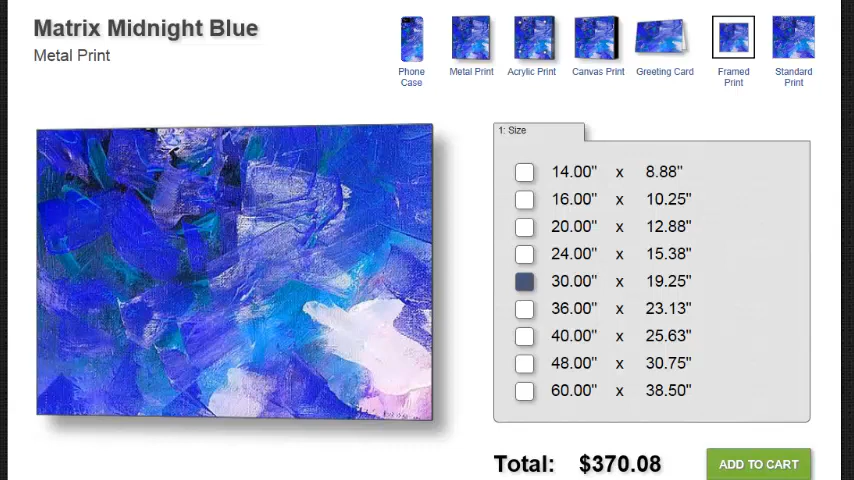 Matrix Midnight Blue
Metal Print
Phone Case
Metal Print
Acrylic Print
Canvas Print
Greeting Card
Framed Print
Standard Print
1: Size
14.00" x 8.88"
16.00" x 10.25"
20.00" x 12.88"
24.00" x 15.38"
30.00" x 19.25"
36.00" x 23.13"
40.00" x 25.63"
48.00" x 30.75"
60.00" x 38.50"
Total: $370.08
ADD TO CART